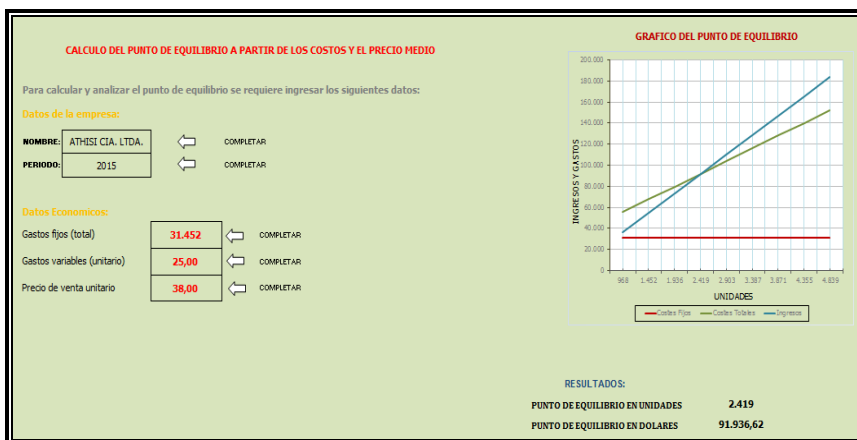 CALCULO DEL PUNTO DE EQUILIBRIO A PARTIR DE LOS COSTOS Y EL PRECIO MEDIO
Para calcular y analizar el punto de equilibrio se requiere ingresar los siguientes datos:
Datos de la empresa:
NOMBRE: ATHISI CIA. LTDA. COMPLETAR
PERIODO: 2015 COMPLETAR
Datos Economicos:
Gastos fijos (total) 31.452 COMPLETAR
Gastos variables (unitario) 25,00 COMPLETAR
Precio de venta unitario 38,00 COMPLETAR
GRAFICO DEL PUNTO DE EQUILIBRIO
INGRESOS Y GASTOS
200.000
180.000
160.000
140.000
120.000
100.000
80.000
60.000
40.000
20.000
0
968 1.452 1.936 2.419 2.903 3.387 3.871 4.355 4.839
UNIDADES
Costes Fijos Costes Totales Ingresos
RESULTADOS:
PUNTO DE EQUILIBRIO EN UNIDADES 2.419
PUNTO DE EQUILIBRIO EN DOLARES 91.936,62